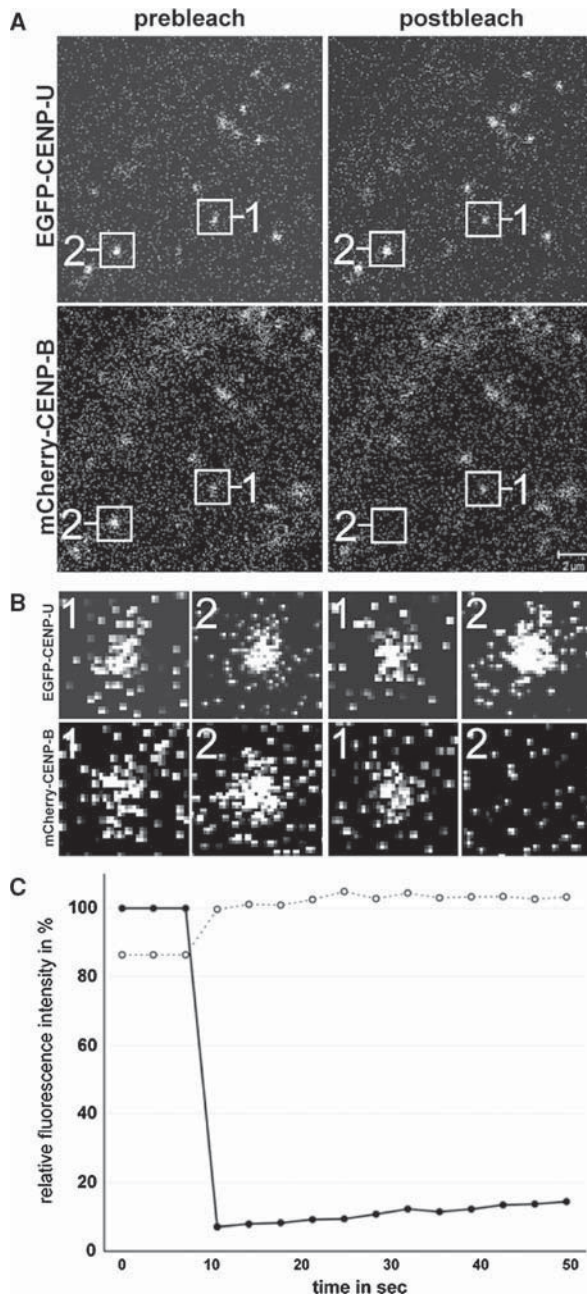 A
prebleach
postbleach
EGFP-CENP-U
1
2
1
2
mCherry-CENP-B
1
2
1
2
2 µm
B
EGFP-CENP-U
1
2
1
2
mCherry-CENP-B
1
2
1
2
C
relative fluorescence intensity in %
100
80
60
40
20
0
0 10 20 30 40 50
time in sec